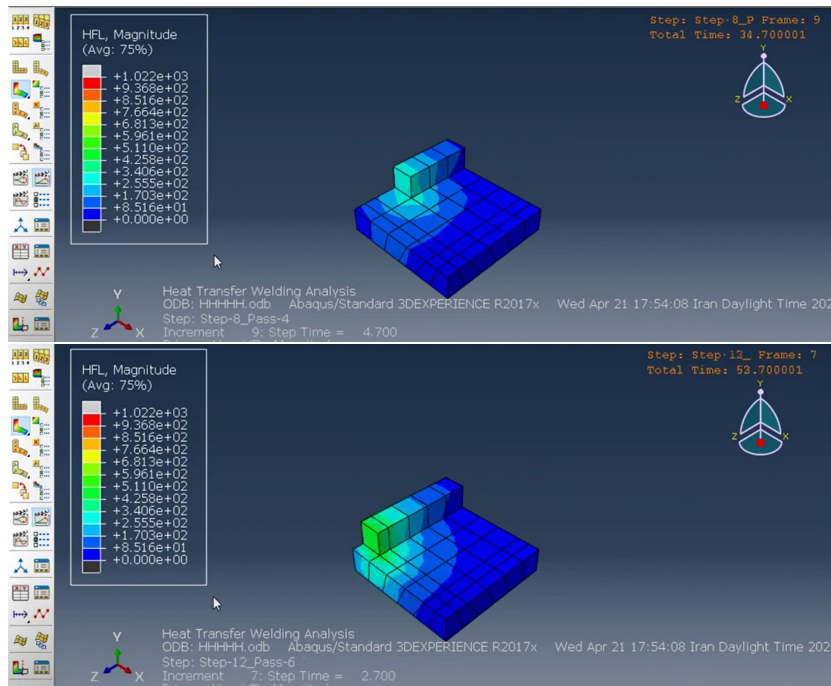 Step: Step-8_P Frame: 9
Total Time: 34.700001
HFL, Magnitude
(Avg: 75%)
+1.022e+03
+9.368e+02
+8.516e+02
+7.664e+02
+6.813e+02
+5.961e+02
+5.110e+02
+4.258e+02
+3.406e+02
+2.555e+02
+1.703e+02
+8.516e+01
+0.000e+00
Y
Z
X
Y
Z
X
Heat Transfer Welding Analysis
ODB: HHHHH.odb Abaqus/Standard 3DEXPERIENCE R2017x Wed Apr 21 17:54:08 Iran Daylight Time 202
Step: Step-8_Pass-4
Increment 9: Step Time = 4.700
Step: Step-12_ Frame: 7
Total Time: 52.700001
HFL, Magnitude
(Avg: 75%)
+1.022e+03
+9.368e+02
+8.516e+02
+7.664e+02
+6.813e+02
+5.961e+02
+5.110e+02
+4.258e+02
+3.406e+02
+2.555e+02
+1.703e+02
+8.516e+01
+0.000e+00
Y
Z
X
Y
Z
X
Heat Transfer Welding Analysis
ODB: HHHHH.odb Abaqus/Standard 3DEXPERIENCE R2017x Wed Apr 21 17:54:08 Iran Daylight Time 202
Step: Step-12_Pass-6
Increment 7: Step Time = 2.700